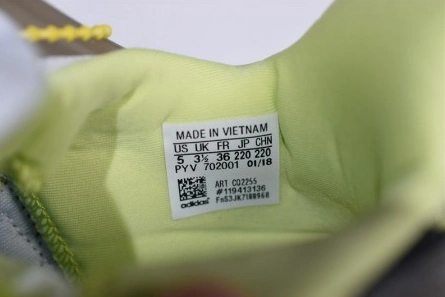 MADE IN VIETNAM
US UK FR JP CHN
5 3½ 36 220 220
PYV 702001 01/18
ART CQ2255
#119413136
adidas